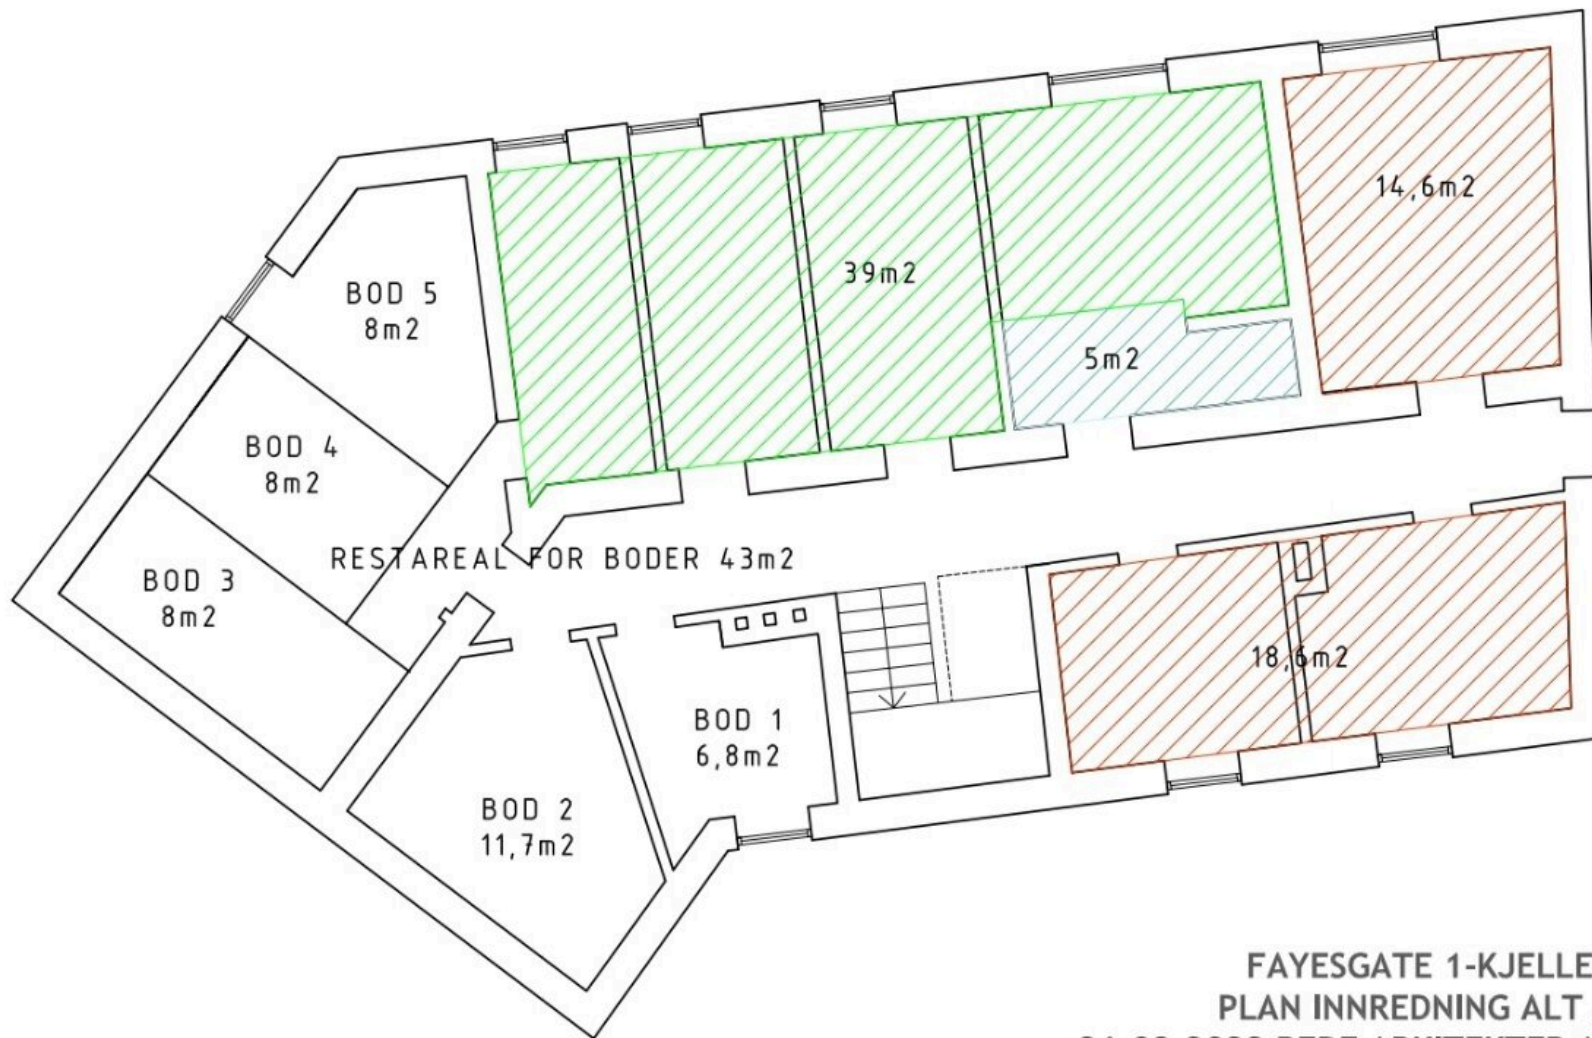 14,6m2
39m2
BOD 5
8m2
5m2
BOD 4
8m2
RESTAREAL FOR BODER 43m2
BOD 3
8m2
18,6m2
BOD 1
6,8m2
BOD 2
11,7m2
FAYESGATE 1-KJELLE
PLAN INNREDNING ALT